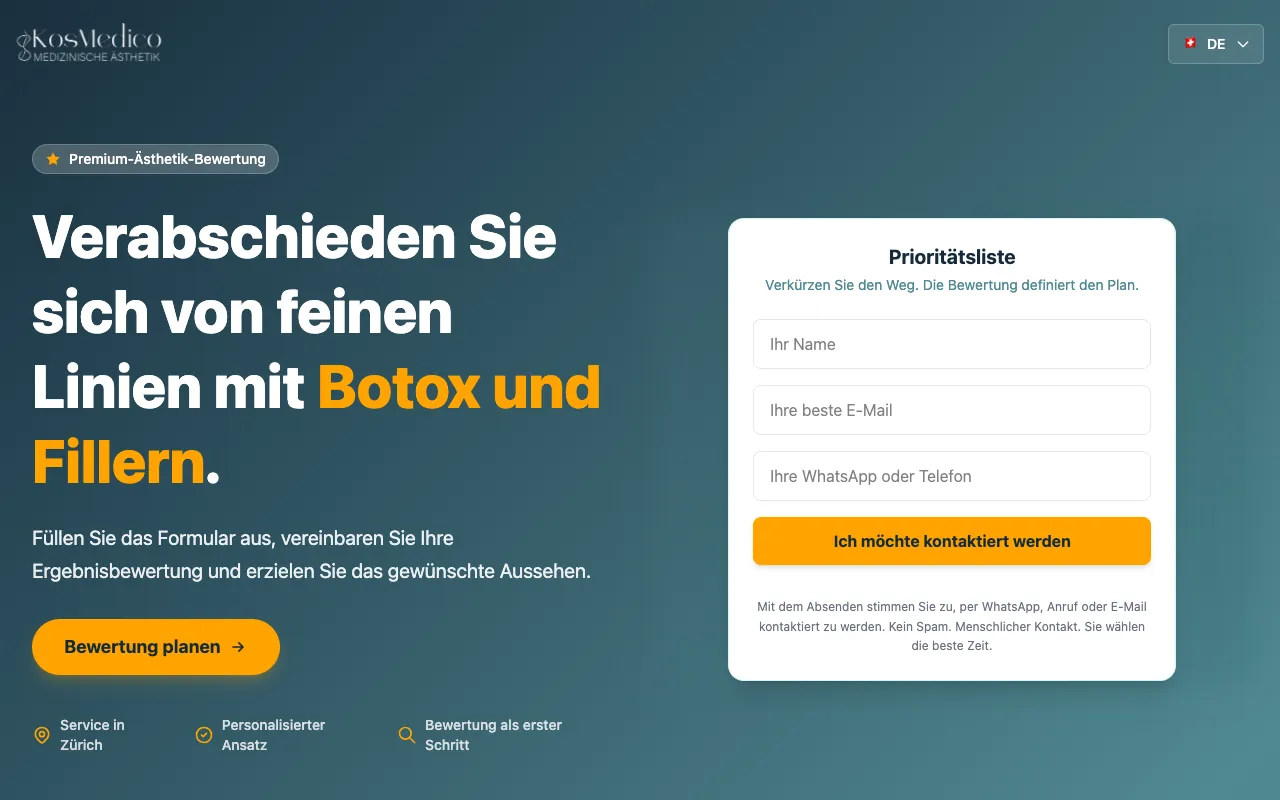 KosMedico
MEDIZINISCHE ÄSTHETIK
DE
Premium-Ästhetik-Bewertung
Verabschieden Sie
sich von feinen
Linien mit Botox und
Fillern.
Füllen Sie das Formular aus, vereinbaren Sie Ihre
Ergebnisbewertung und erzielen Sie das gewünschte Aussehen.
Bewertung planen →
Service in
Zürich
Personalisierter
Ansatz
Bewertung als erster
Schritt
Prioritätsliste
Verkürzen Sie den Weg. Die Bewertung definiert den Plan.
Ihr Name
Ihre beste E-Mail
Ihre WhatsApp oder Telefon
Ich möchte kontaktiert werden
Mit dem Absenden stimmen Sie zu, per WhatsApp, Anruf oder E-Mail
kontaktiert zu werden. Kein Spam. Menschlicher Kontakt. Sie wählen
die beste Zeit.